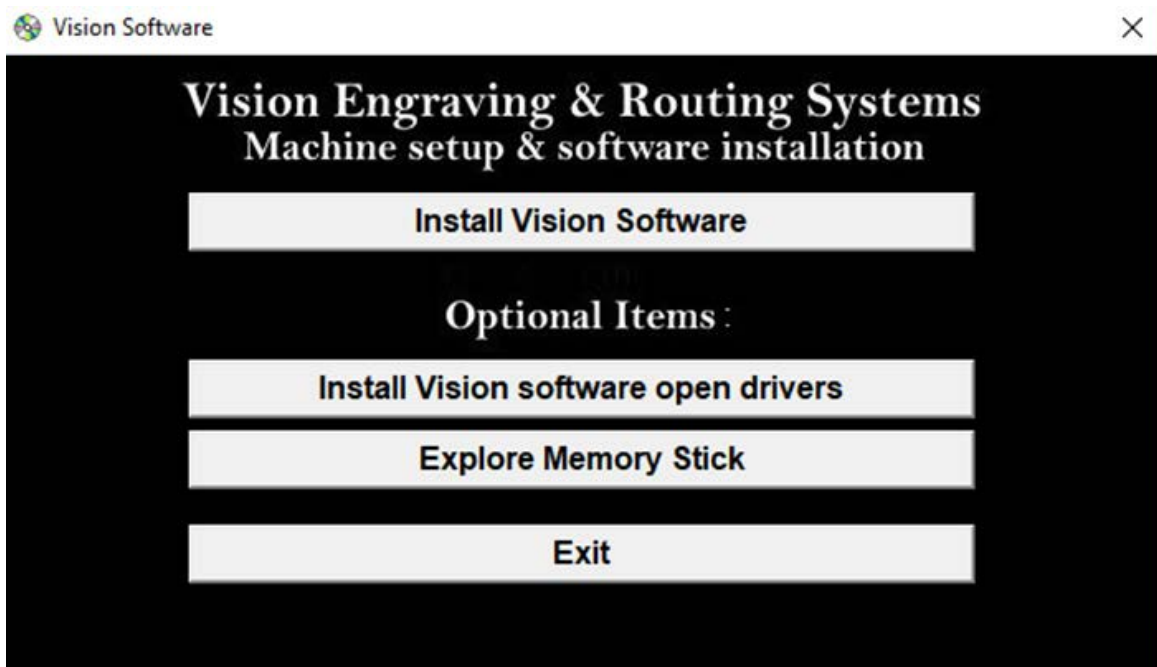 Vision Software
Vision Engraving & Routing Systems
Machine setup & software installation
Install Vision Software
Optional Items :
Install Vision software open drivers
Explore Memory Stick
Exit